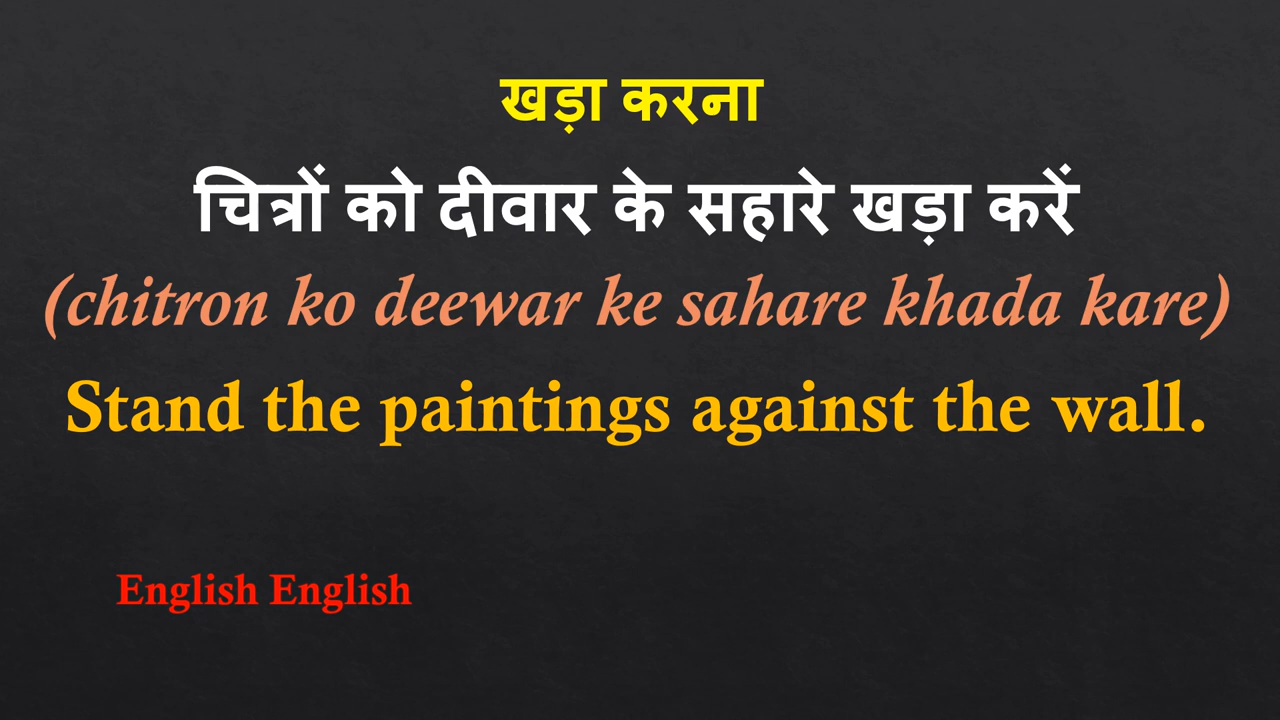 खड़ा करना
चित्रों को दीवार के सहारे खड़ा करें
(chitron ko deewar ke sahare khada kare)
Stand the paintings against the wall.
English English